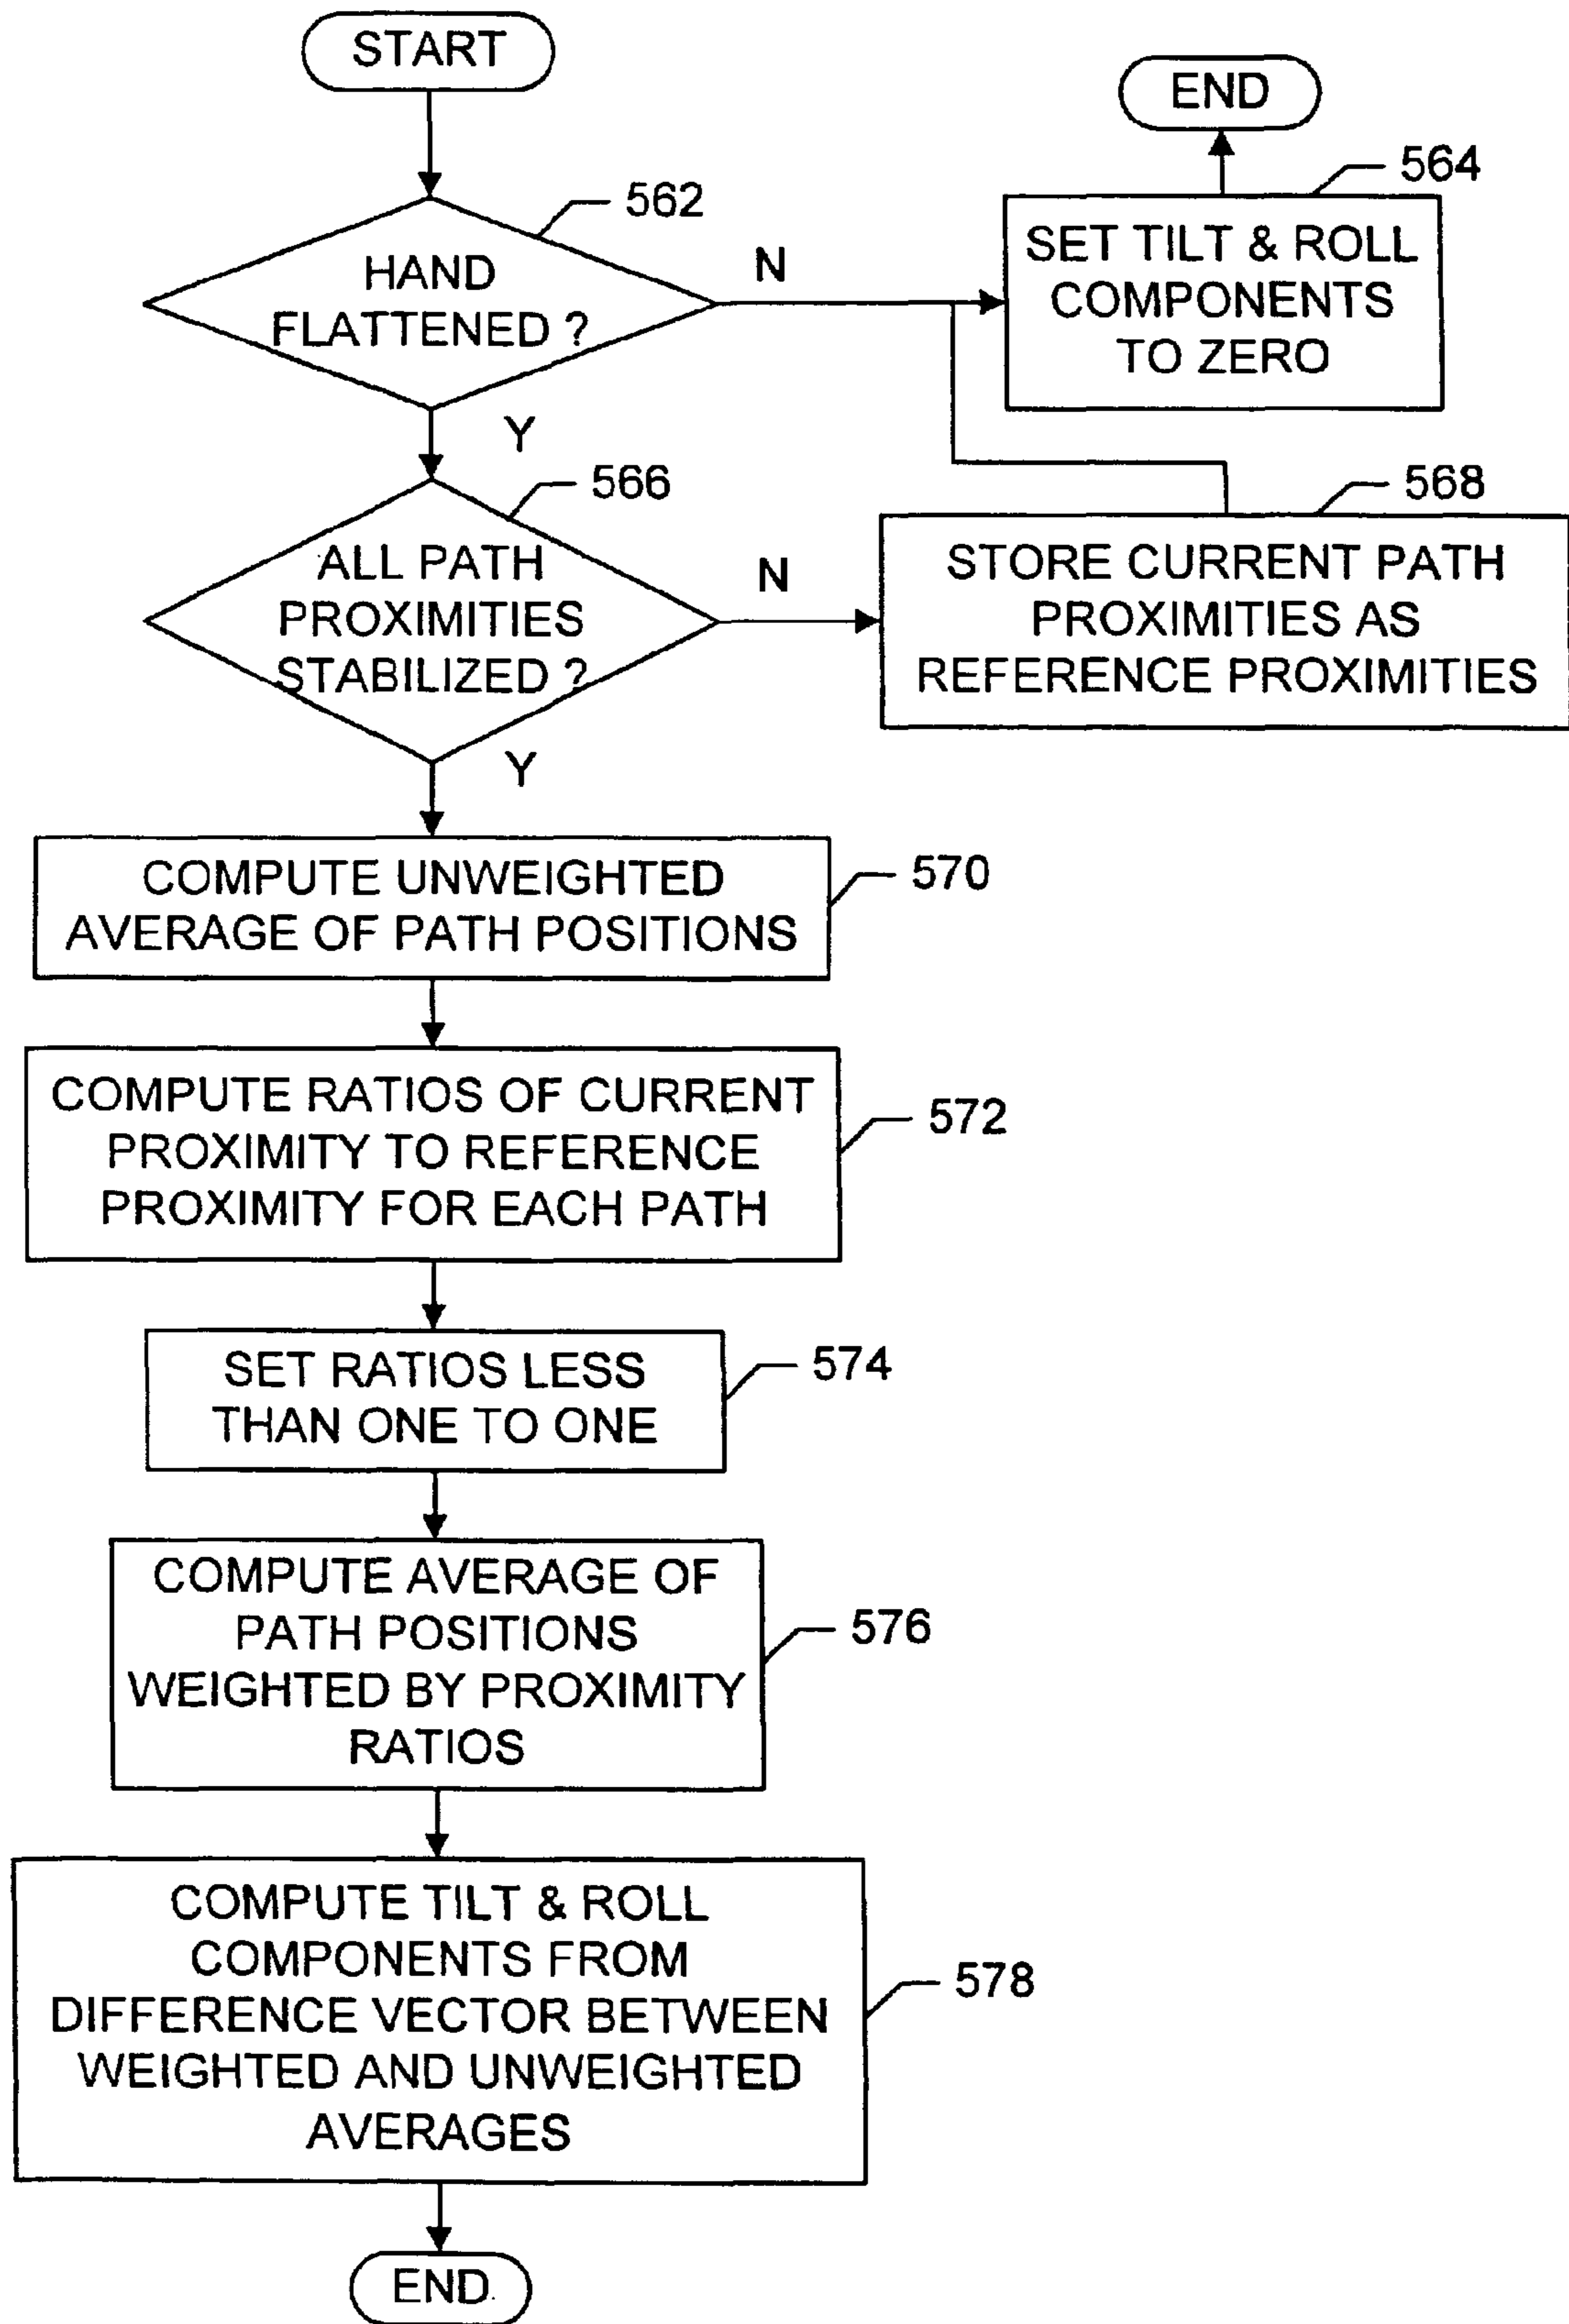 START
END
562
564
HAND
FLATTENED ?
N
SET TILT & ROLL
COMPONENTS
TO ZERO
Y
566
568
ALL PATH
PROXIMITIES
STABILIZED ?
N
STORE CURRENT PATH
PROXIMITIES AS
REFERENCE PROXIMITIES
Y
COMPUTE UNWEIGHTED
AVERAGE OF PATH POSITIONS
570
COMPUTE RATIOS OF CURRENT
PROXIMITY TO REFERENCE
PROXIMITY FOR EACH PATH
572
SET RATIOS LESS
THAN ONE TO ONE
574
COMPUTE AVERAGE OF
PATH POSITIONS
WEIGHTED BY PROXIMITY
RATIOS
576
COMPUTE TILT & ROLL
COMPONENTS FROM
DIFFERENCE VECTOR BETWEEN
WEIGHTED AND UNWEIGHTED
AVERAGES
578
END